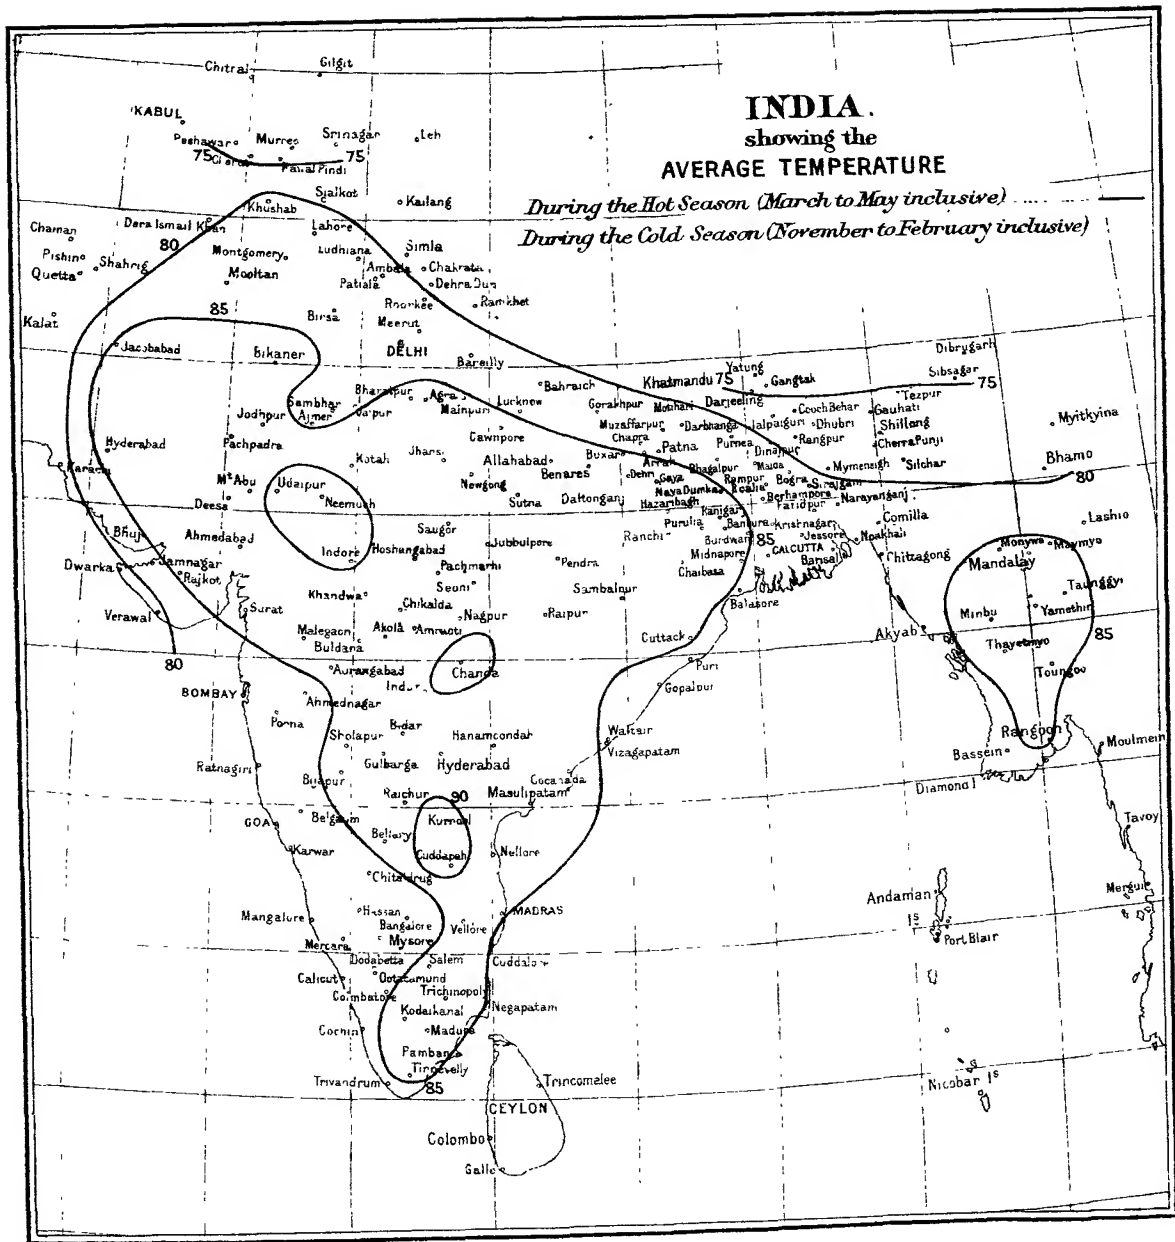 INDIA.
showing the
AVERAGE TEMPERATURE
During the Hot Season (March to May inclusive)
During the Cold Season (November to February inclusive)
Chitral
Gilgit
KABUL
Peshawar
Murree
Srinagar
Leh
75
75
Rawal Pindi
Sialkot
Khushab
Kailang
Dera Ismail Khan
Lahore
Chaman
80
Montgomery
Ludhiana
Simla
Pishin
Shahrig
Ambala
Chakrata
Quetta
Mooltan
Patiala
Dehra Dun
Roorkee
Ranikhet
85
Kalat
Birsa
Meerut
DELHI
Jacobabad
Bikaner
Bareilly
Dibrugarh
Bahraich
Khatmandu
75
Yatung
Gangtok
Sibsagar
75
Sambhar
Bharatpur
Agra
Lucknow
Gorakhpur
Motihari
Darjeeling
Tezpur
Jodhpur
Ajmer
Jaipur
Mainpuri
Cooch Behar
Gauhati
Muzaffarpur
Darbhanga
Jalpaiguri
Dhubri
Shillong
Myitkyina
Hyderabad
Pachpadra
Cawnpore
Chapra
Patna
Purnea
Dinajpur
Rangpur
Cherra Punji
Karachi
Kotah
Jhansi
Allahabad
Benares
Buxar
Arrah
Bhagalpur
Malda
Mymensigh
Silchar
Bhamo
80
Mt Abu
Udaipur
Neemuch
Nowgong
Sutna
Daltonganj
Dehri
Gaya
Rampur
Bogra
Sirajganj
Naya Dumka
Berhampore
Narayanganj
Deesa
Hazaribagh
Faridpur
Raniganj
Saugor
Purulia
Bankura
Krishnagar
Comilla
Lashio
Bhuj
Ahmedabad
Indore
Hoshangabad
Jubbulpore
Ranchi
Burdwan
85
Jessore
Noakhali
Monywa
Maymyo
Midnapore
CALCUTTA
Barisal
Chittagong
Mandalay
Dwarka
Jamnagar
Rajkot
Pachmarhi
Pendra
Chaibasa
Seoni
Sambalpur
Taunggyi
Khandwa
Balasore
Verawal
Surat
Chikalda
Nagpur
Raipur
Minbu
Yamethin
Malegaon
Akola
Amraoti
Cuttack
Akyab
85
Buldana
Thayetmyo
80
Aurangabad
Chanda
Puri
Toungoo
BOMBAY
Indur
Gopalpur
Ahmednagar
Poona
Bidar
Waltair
Rangoon
Sholapur
Hanamcondah
Vizagapatam
Bassein
Moulmein
Ratnagiri
Gulbarga
Hyderabad
Bijapur
Cocanada
Diamond I
Raichur
90
Masulipatam
GOA
Belgaum
Kurnool
Tavoy
Bellary
Karwar
Cuddapah
Nellore
Chitaldrug
Mergui
Andaman
Is
Hassan
MADRAS
Mangalore
Bangalore
Vellore
Port Blair
Mercara
Mysore
Dodabetta
Salem
Cuddalore
Calicut
Ootacamund
Coimbatore
Trichinopoly
Kodaikanal
Negapatam
Cochin
Madura
Pamban
Tinnevelly
Trivandrum
85
Trincomalee
Nicobar Is
CEYLON
Colombo
Galle